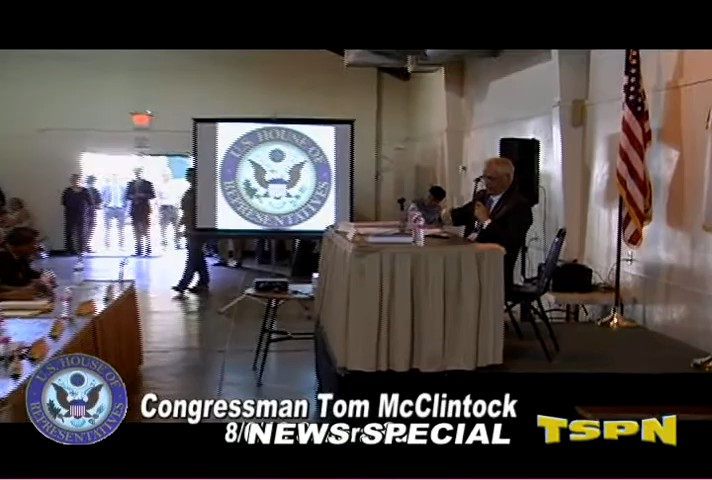 U.S. HOUSE OF
REPRESENTATIVES
U.S. HOUSE OF
REPRESENTATIVES
Congressman Tom McClintock
NEWS SPECIAL
TSPN